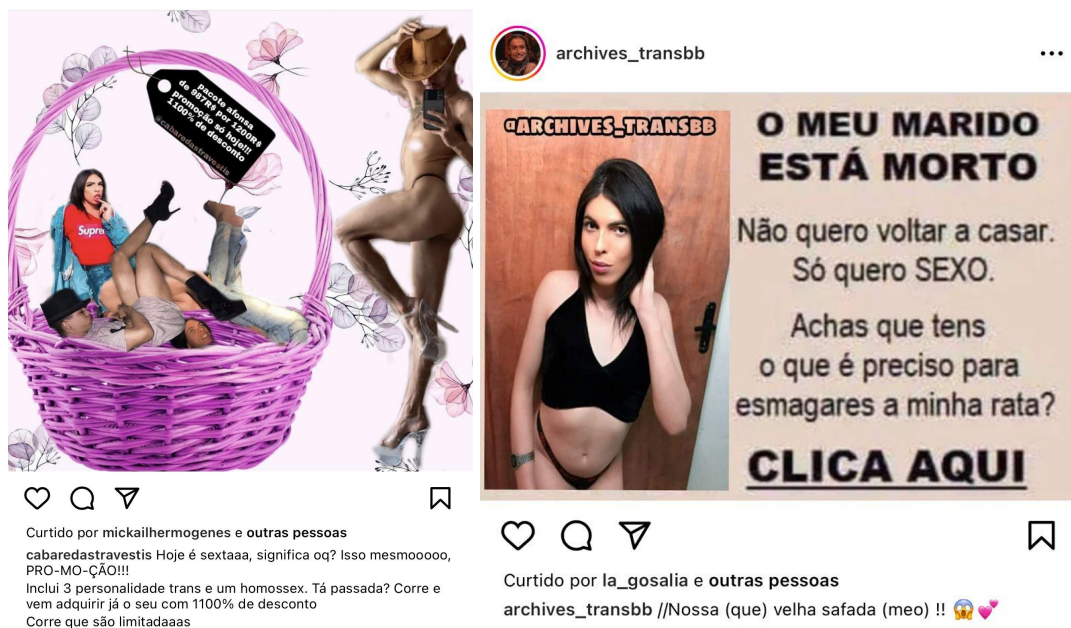 pacote afonsa
de 987R$ por 1200R$
promoção só hoje!!!
1100% de desconto
@cabaredastravestis
Supre
Curtido por mickailhermogenes e outras pessoas
cabaredastravestis Hoje é sextaaa, significa oq? Isso mesmooooo,
PRO-MO-ÇÃO!!!
Inclui 3 personalidade trans e um homossex. Tá passada? Corre e
vem adquirir já o seu com 1100% de desconto
Corre que são limitadaaas
archives_transbb
@ARCHIVES_TRANSBB
O MEU MARIDO
ESTÁ MORTO
Não quero voltar a casar.
Só quero SEXO.
Achas que tens
o que é preciso para
esmagares a minha rata?
CLICA AQUI
Curtido por la_gosalia e outras pessoas
archives_transbb //Nossa (que) velha safada (meo) !! 😱💕